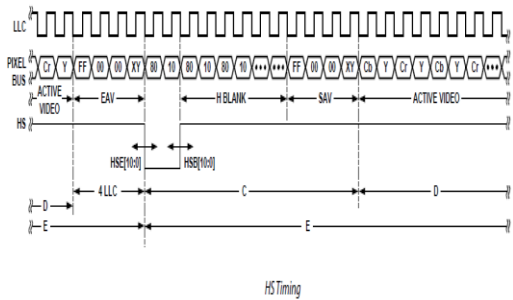 LLC
PIXEL BUS Cr Y FF 00 00 XY 80 10 80 10 80 10 ••• ••• FF 00 00 XY Cb Y Cr Y Cb Y Cr •••
ACTIVE VIDEO EAV H BLANK SAV ACTIVE VIDEO
HS
HSE[10:0] HSB[10:0]
4 LLC C D
D
E E
HS Timing